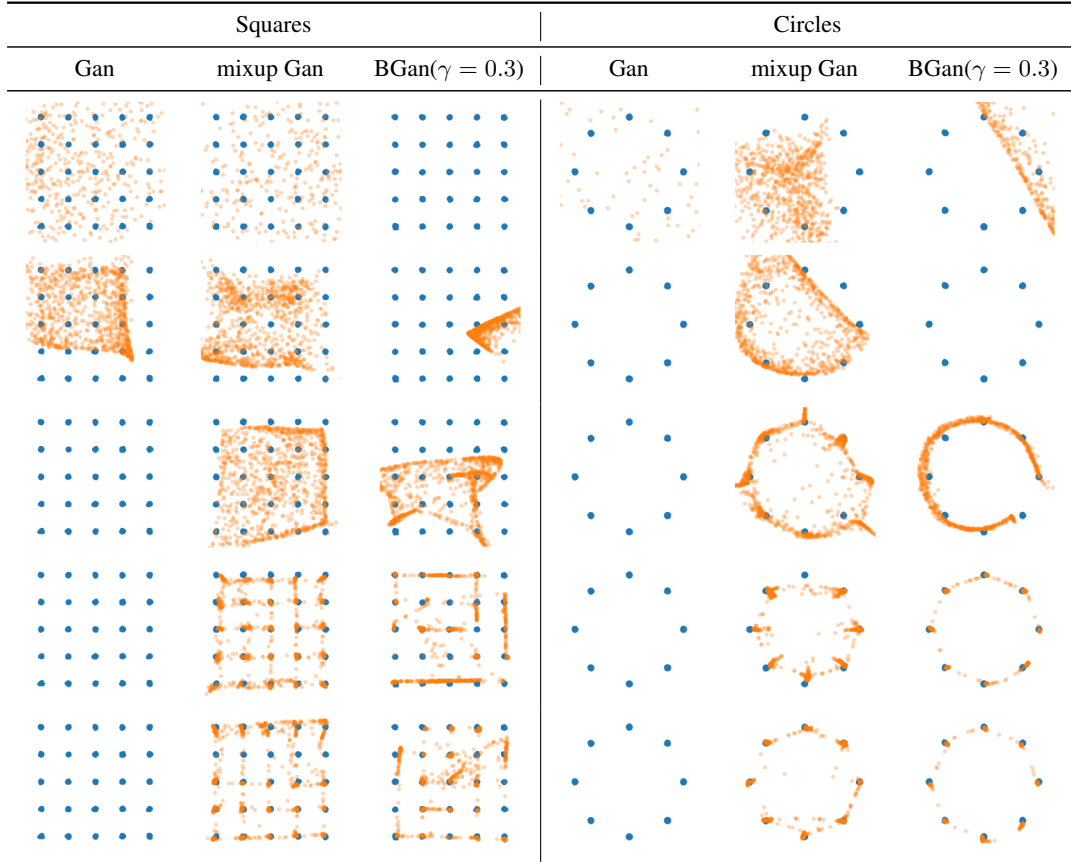 Squares Circles
Gan mixup Gan BGan(γ = 0.3) Gan mixup Gan BGan(γ = 0.3)